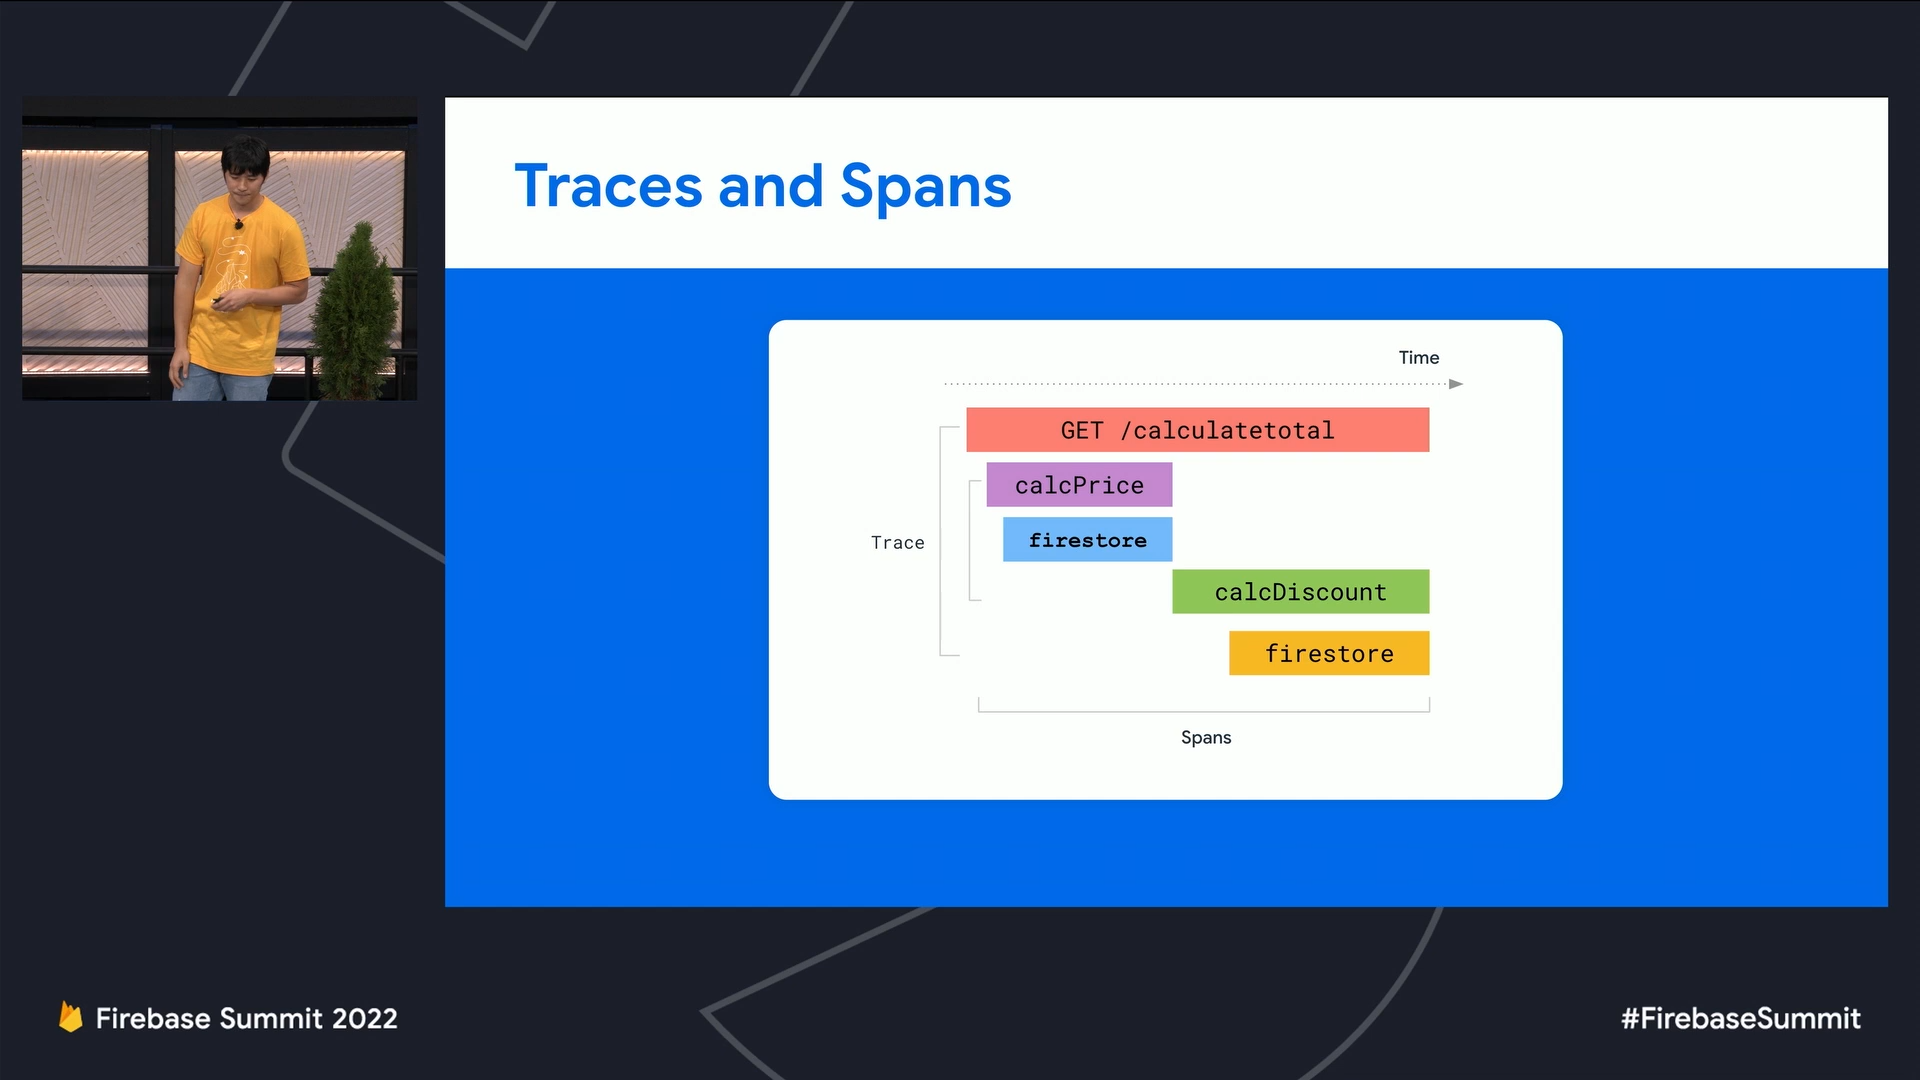 Traces and Spans
Time
GET /calculatetotal
calcPrice
Trace
firestore
calcDiscount
firestore
Spans
Firebase Summit 2022
#FirebaseSummit